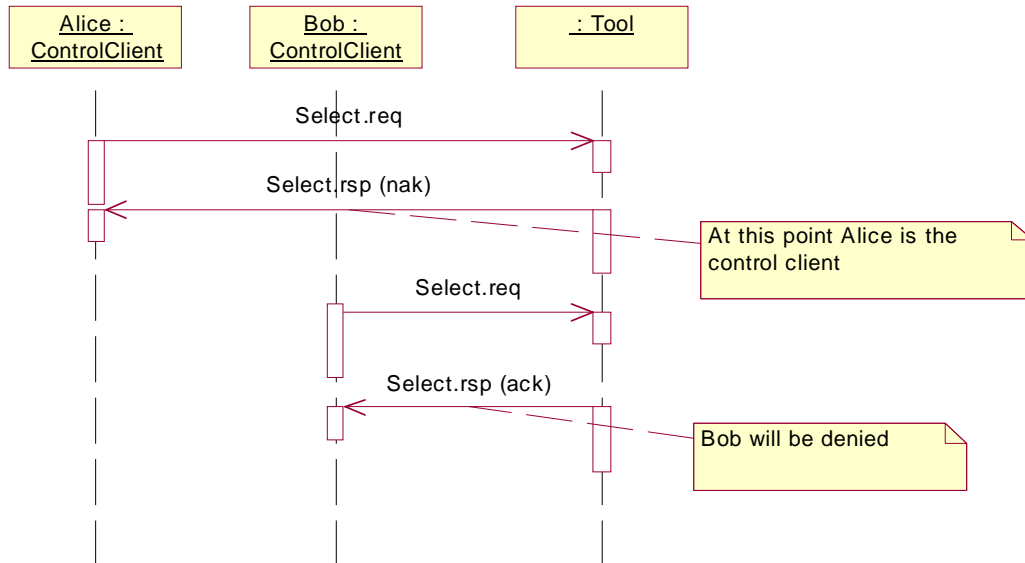 Alice :
ControlClient
Bob :
ControlClient
: Tool
Select.req
Select.rsp (nak)
At this point Alice is the
control client
Select.req
Select.rsp (ack)
Bob will be denied